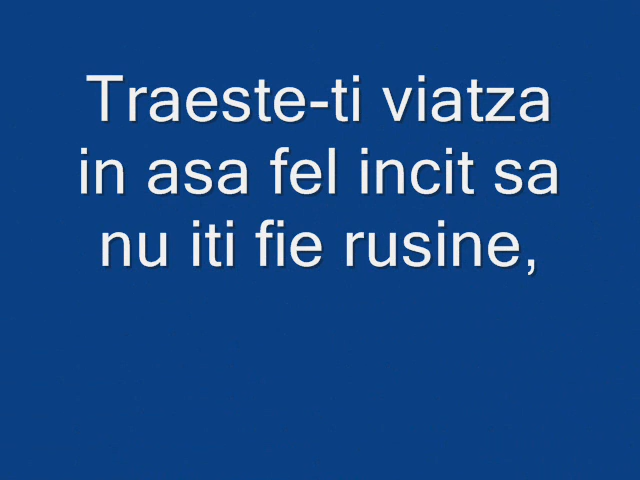 Traeste-ti viatza
in asa fel incit sa
nu iti fie rusine,